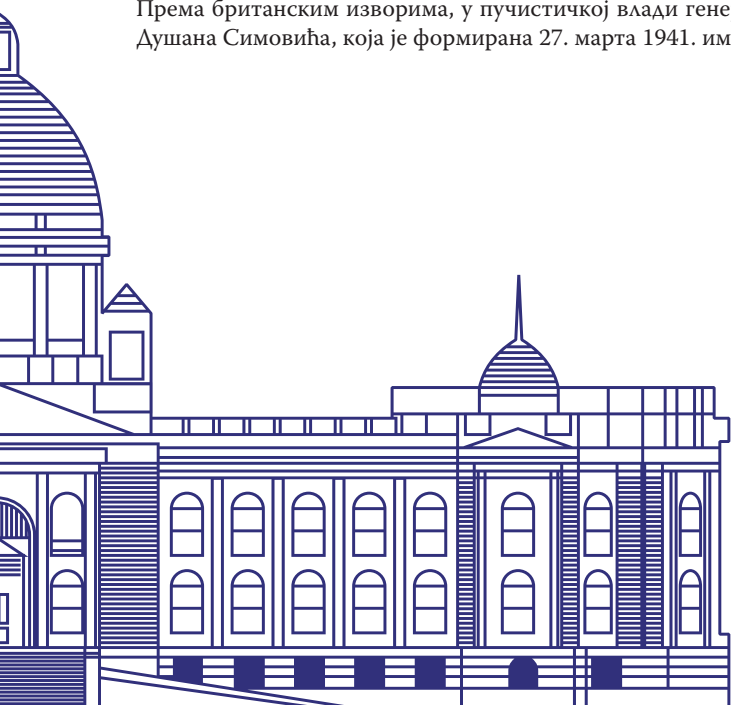 Према британским изворима, у пучистичкој влади гене
Душана Симовића, која је формирана 27. марта 1941. им